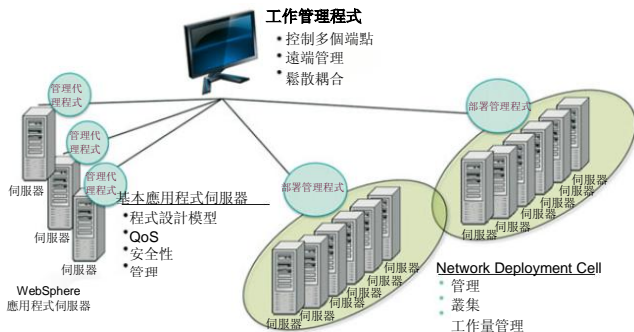 工作管理程式
• 控制多個端點
• 遠端管理
• 鬆散耦合
管理代
理程式
管理代
理程式
管理代
理程式
伺服器
伺服器
伺服器
WebSphere
應用程式伺服器
基本應用程式伺服器
•程式設計模型
•QoS
•安全性
•管理
部署管理程式
伺服器
伺服器
伺服器
伺服器
伺服器
伺服器
部署管理程式
伺服器
伺服器
伺服器
伺服器
伺服器
伺服器
Network Deployment Cell
• 管理
• 叢集
工作量管理